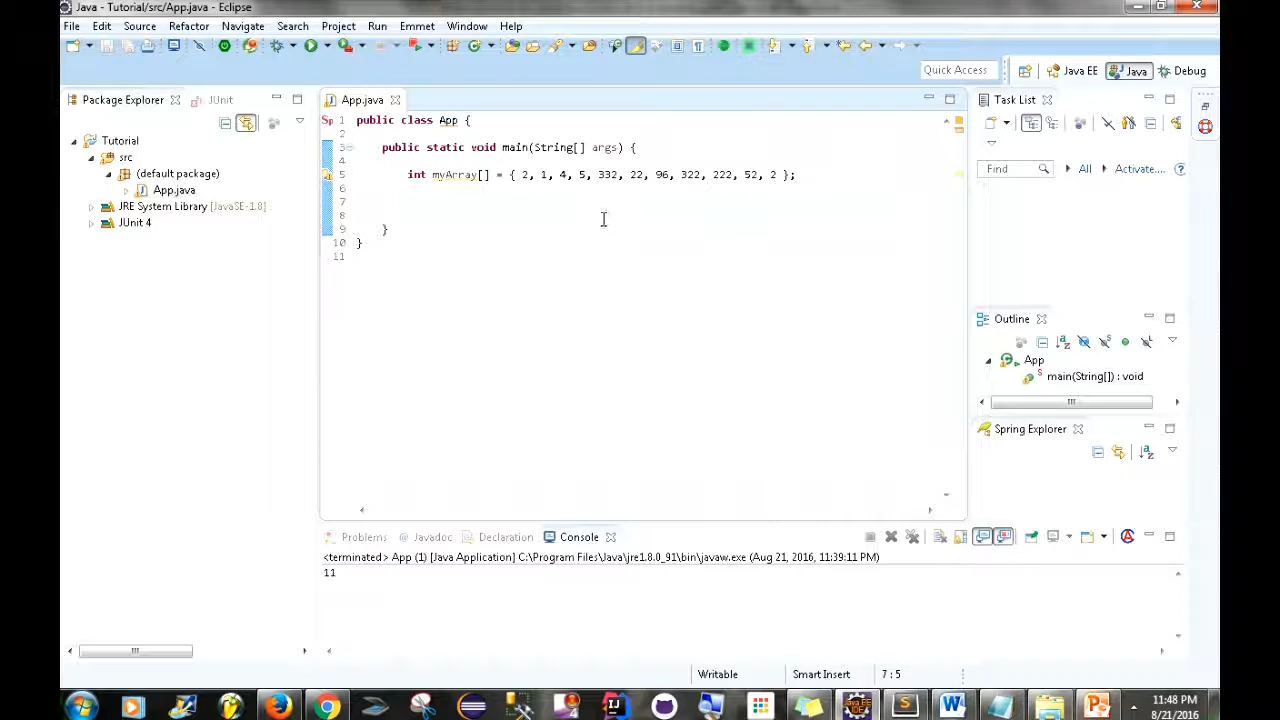 Java - Tutorial/src/App.java - Eclipse
File Edit Source Refactor Navigate Search Project Run Emmet Window Help
Quick Access
Java EE Java Debug
Package Explorer JUnit
App.java
Task List
Tutorial
src
(default package)
App.java
JRE System Library [JavaSE-1.8]
JUnit 4
1 public class App {
2
3 public static void main(String[] args) {
4
5 int myArray[] = { 2, 1, 4, 5, 332, 22, 96, 322, 222, 52, 2 };
6
7
8
9 }
10 }
11
Find All Activate...
Outline
App
main(String[]) : void
Spring Explorer
Problems Javadoc Declaration Console
<terminated> App (1) [Java Application] C:\Program Files\Java\jre1.8.0_91\bin\javaw.exe (Aug 21, 2016, 11:39:11 PM)
11
Writable Smart Insert 7 : 5
11:48 PM
8/21/2016